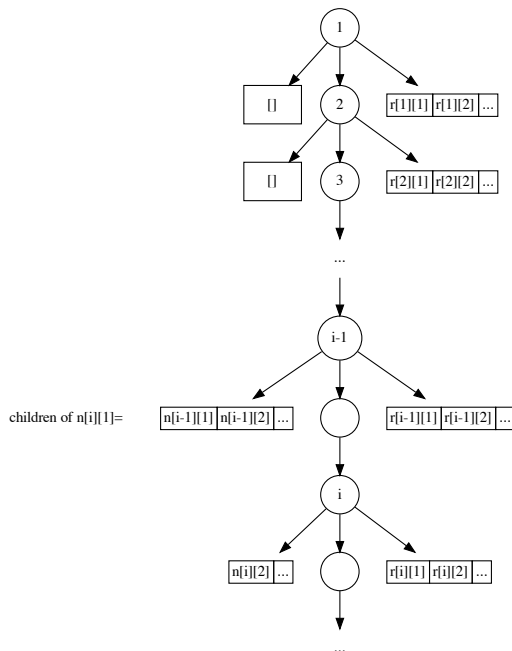 1
[] 2 r[1][1] r[1][2] ...
[] 3 r[2][1] r[2][2] ...
...
i-1
children of n[i][1]= n[i-1][1] n[i-1][2] ... r[i-1][1] r[i-1][2] ...
i
n[i][2] ... r[i][1] r[i][2] ...
...